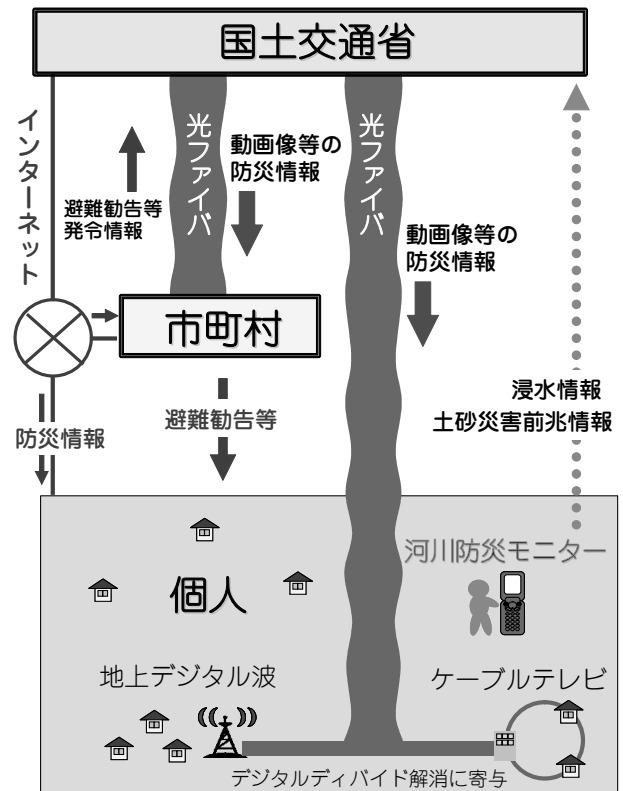 国土交通省
インターネット
光ファイバ
光ファイバ
動画像等の
防災情報
避難勧告等
発令情報
動画像等の
防災情報
市町村
浸水情報
土砂災害前兆情報
避難勧告等
防災情報
河川防災モニター
個人
地上デジタル波
ケーブルテレビ
デジタルディバイド解消に寄与